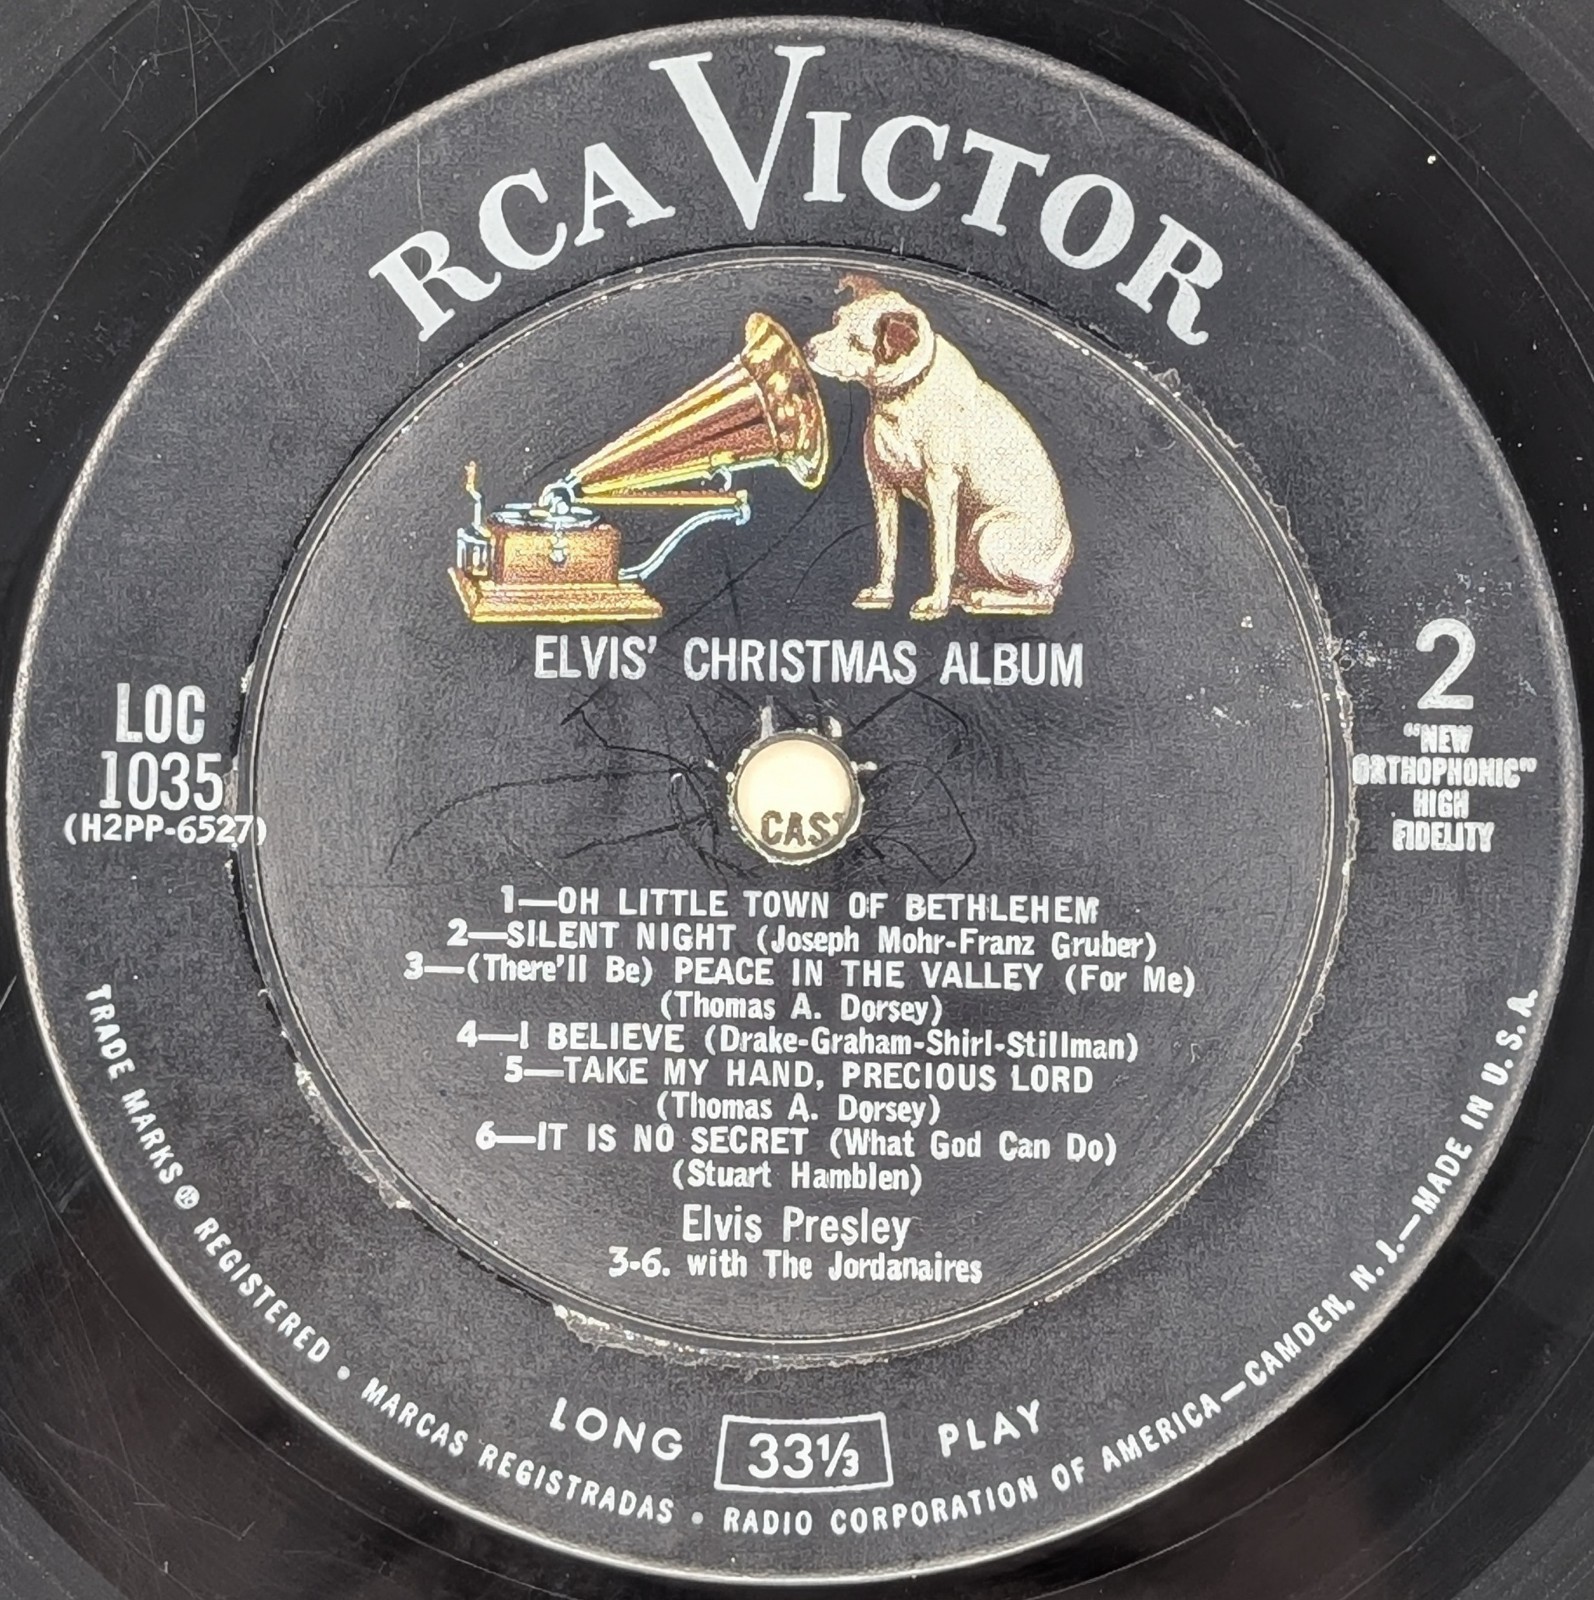 RCA VICTOR
ELVIS' CHRISTMAS ALBUM
LOC
1035
(H2PP-6527)
2
"NEW
ORTHOPHONIC"
HIGH
FIDELITY
CAS
1—OH LITTLE TOWN OF BETHLEHEM
2—SILENT NIGHT (Joseph Mohr-Franz Gruber)
3—(There'll Be) PEACE IN THE VALLEY (For Me)
(Thomas A. Dorsey)
4—I BELIEVE (Drake-Graham-Shirl-Stillman)
5—TAKE MY HAND, PRECIOUS LORD
(Thomas A. Dorsey)
6—IT IS NO SECRET (What God Can Do)
(Stuart Hamblen)
Elvis Presley
3-6. with The Jordanaires
LONG 33⅓ PLAY
TRADE MARKS ® REGISTERED • MARCAS REGISTRADAS • RADIO CORPORATION OF AMERICA—CAMDEN, N. J.—MADE IN U. S. A.